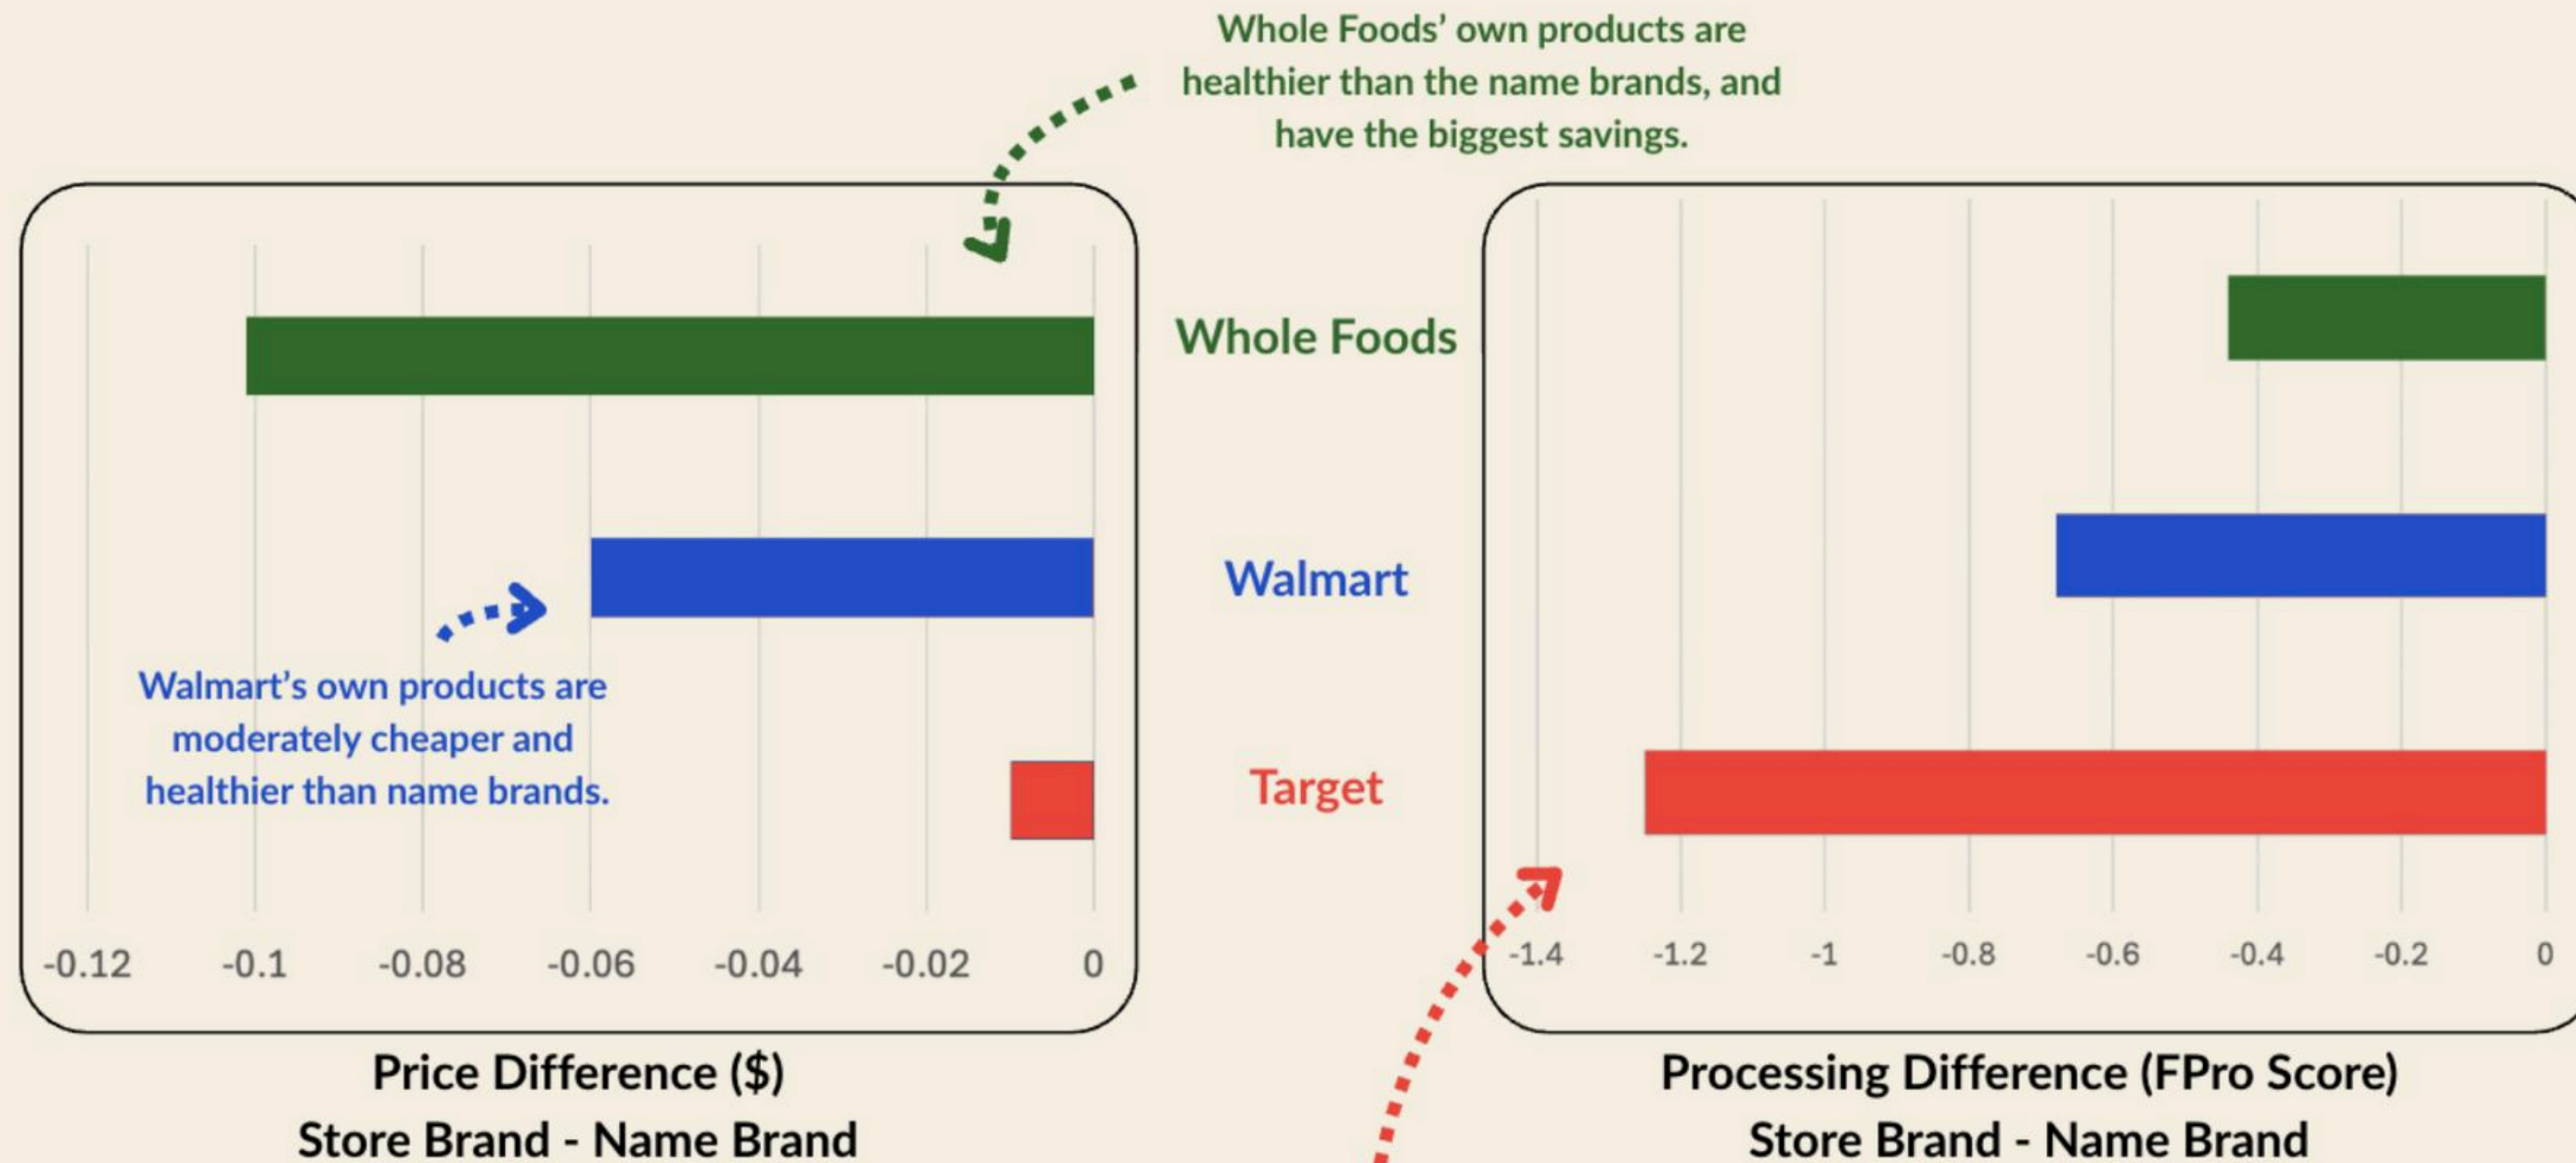 Whole Foods’ own products are
healthier than the name brands, and
have the biggest savings.
Whole Foods
Walmart
Walmart’s own products are
moderately cheaper and
healthier than name brands.
Target
-0.12 -0.1 -0.08 -0.06 -0.04 -0.02 0
-1.4 -1.2 -1 -0.8 -0.6 -0.4 -0.2 0
Price Difference ($)
Store Brand - Name Brand
Processing Difference (FPro Score)
Store Brand - Name Brand